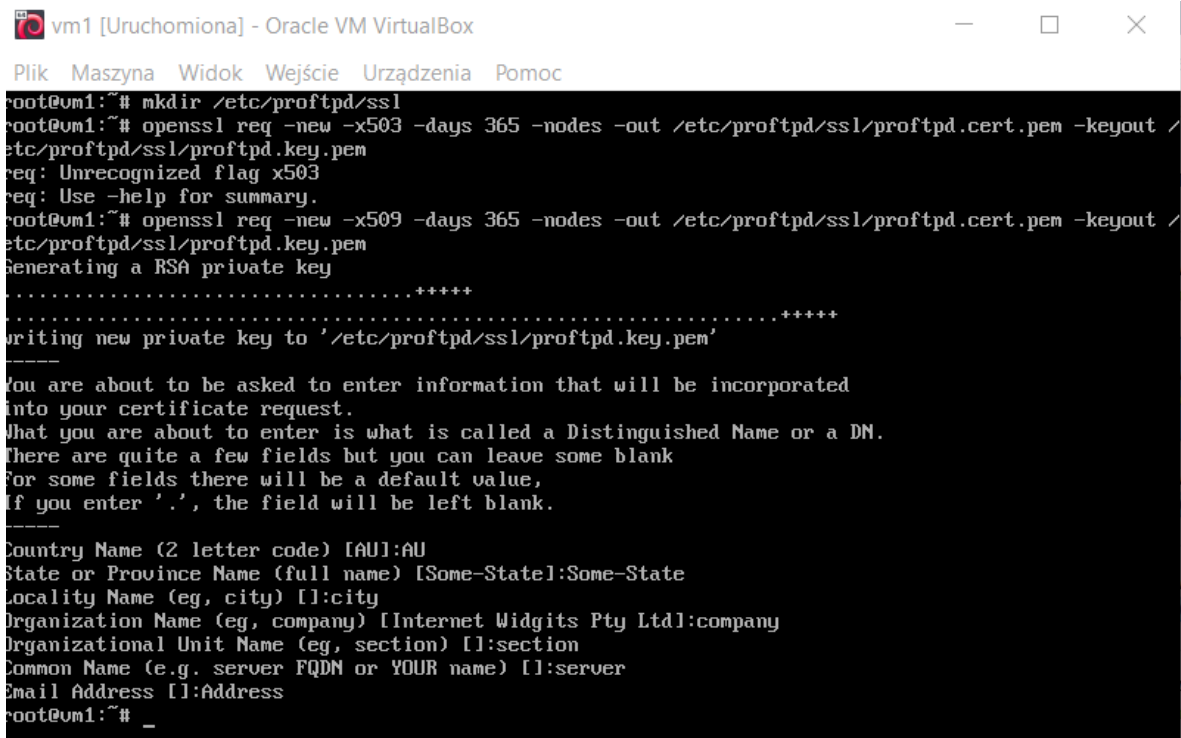 vm1 [Uruchomiona] - Oracle VM VirtualBox
Plik Maszyna Widok Wejście Urządzenia Pomoc
root@vm1:~# mkdir /etc/proftpd/ssl
root@vm1:~# openssl req -new -x503 -days 365 -nodes -out /etc/proftpd/ssl/proftpd.cert.pem -keyout /
etc/proftpd/ssl/proftpd.key.pem
req: Unrecognized flag x503
req: Use -help for summary.
root@vm1:~# openssl req -new -x509 -days 365 -nodes -out /etc/proftpd/ssl/proftpd.cert.pem -keyout /
etc/proftpd/ssl/proftpd.key.pem
Generating a RSA private key
...................................+++++
..................................................................+++++
writing new private key to '/etc/proftpd/ssl/proftpd.key.pem'
-----
You are about to be asked to enter information that will be incorporated
into your certificate request.
What you are about to enter is what is called a Distinguished Name or a DN.
There are quite a few fields but you can leave some blank
For some fields there will be a default value,
If you enter '.', the field will be left blank.
-----
Country Name (2 letter code) [AU]:AU
State or Province Name (full name) [Some-State]:Some-State
Locality Name (eg, city) []:city
Organization Name (eg, company) [Internet Widgits Pty Ltd]:company
Organizational Unit Name (eg, section) []:section
Common Name (e.g. server FQDN or YOUR name) []:server
Email Address []:Address
root@vm1:~# _